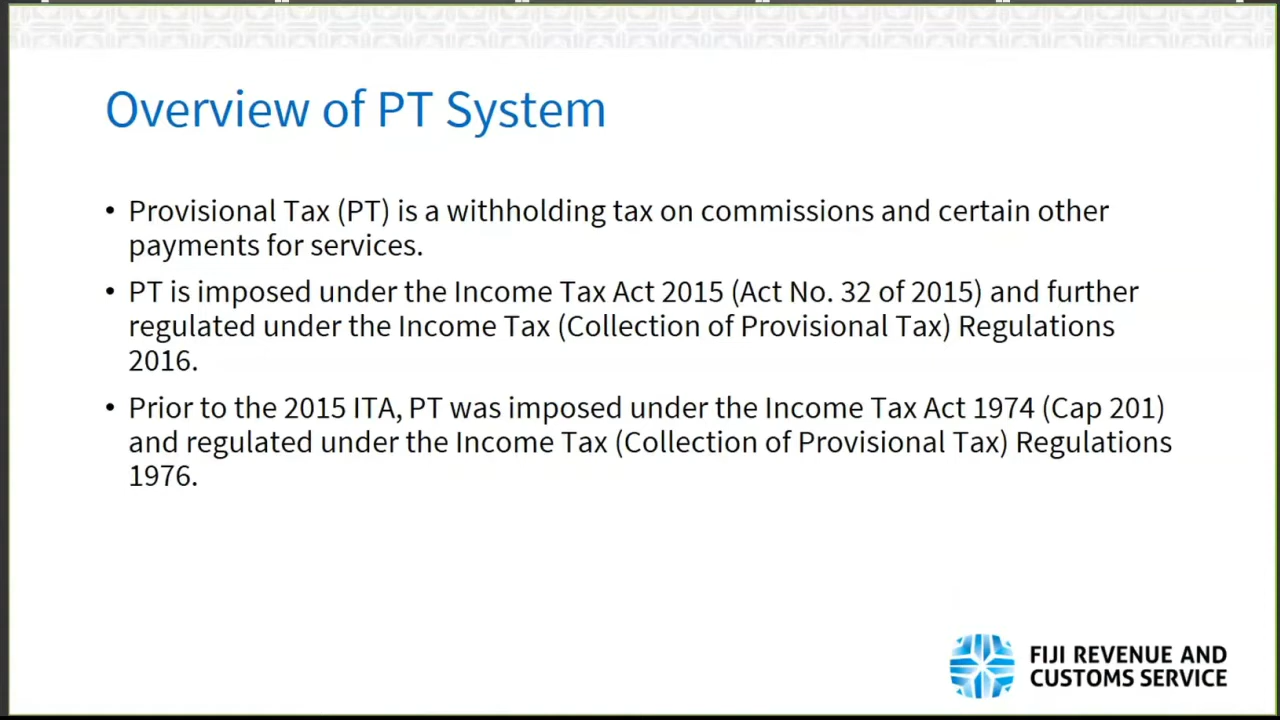 Overview of PT System
• Provisional Tax (PT) is a withholding tax on commissions and certain other
payments for services.
• PT is imposed under the Income Tax Act 2015 (Act No. 32 of 2015) and further
regulated under the Income Tax (Collection of Provisional Tax) Regulations
2016.
• Prior to the 2015 ITA, PT was imposed under the Income Tax Act 1974 (Cap 201)
and regulated under the Income Tax (Collection of Provisional Tax) Regulations
1976.
FIJI REVENUE AND
CUSTOMS SERVICE